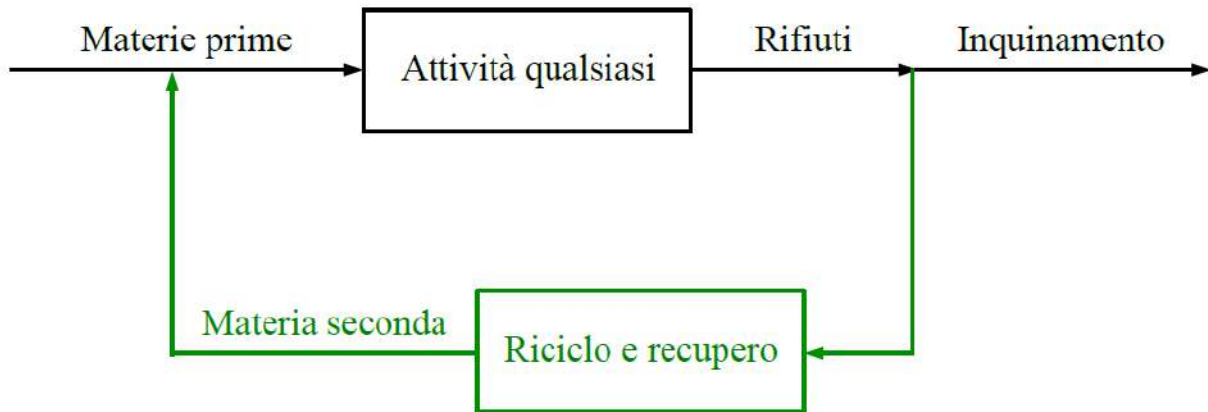 Materie prime
Attività qualsiasi
Rifiuti
Inquinamento
Materia seconda
Riciclo e recupero